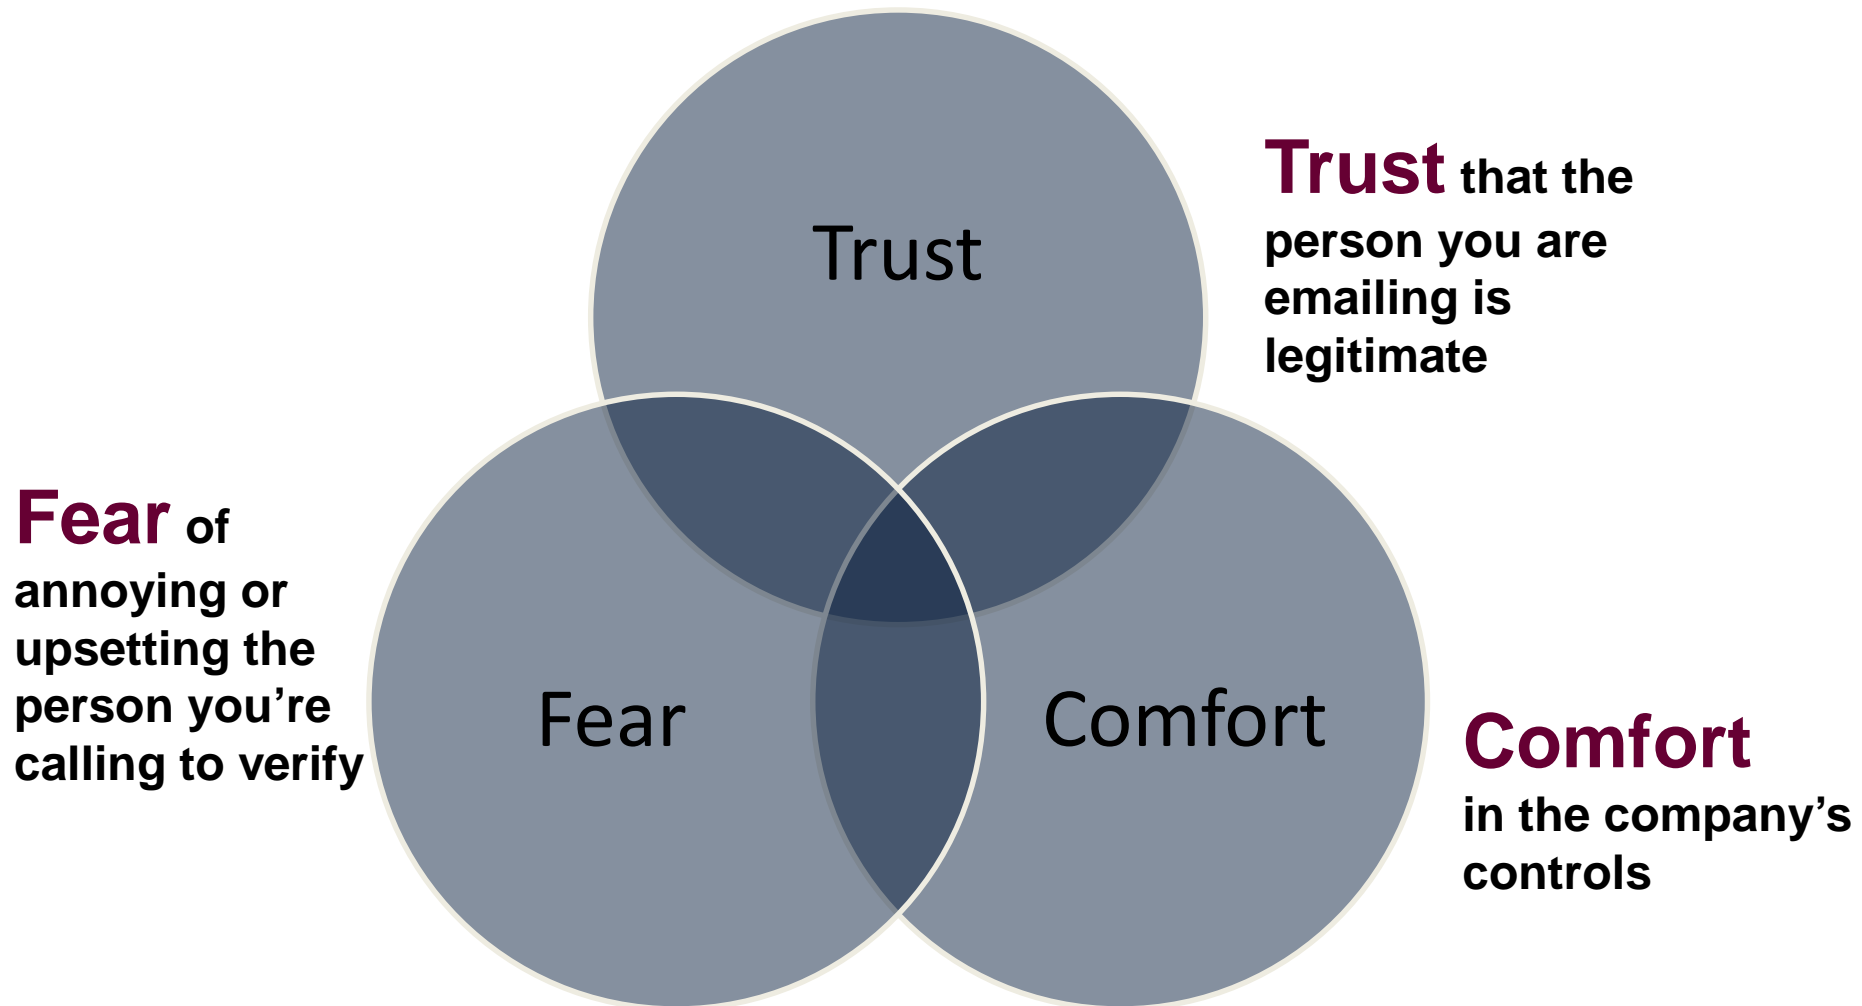 Trust
Trust that the
person you are
emailing is
legitimate
Fear of
annoying or
upsetting the
person you’re
calling to verify
Fear
Comfort
Comfort
in the company’s
controls